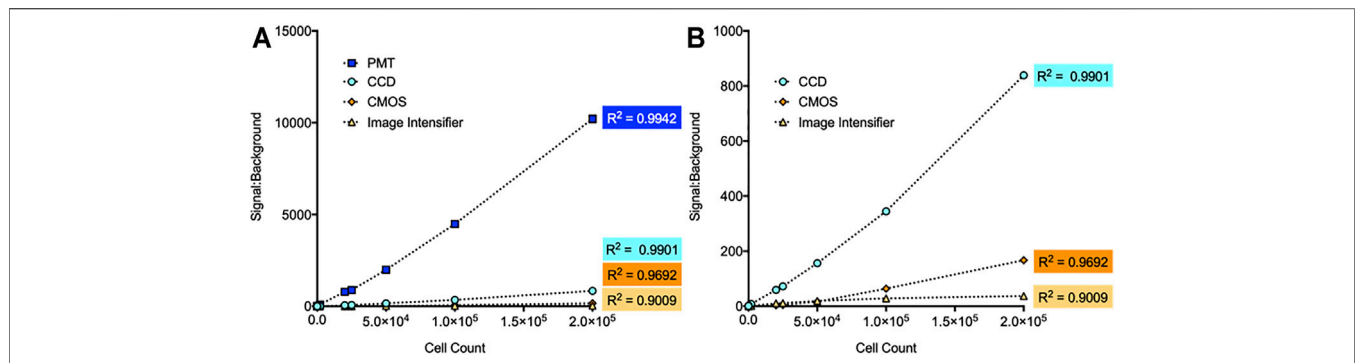 A
15000
10000
5000
0
Signal:Background
PMT
CCD
CMOS
Image Intensifier
R² = 0.9942
R² = 0.9901
R² = 0.9692
R² = 0.9009
0.0
5.0×10⁴
1.0×10⁵
1.5×10⁵
2.0×10⁵
Cell Count
B
1000
800
600
400
200
0
Signal:Background
CCD
CMOS
Image Intensifier
R² = 0.9901
R² = 0.9692
R² = 0.9009
0.0
5.0×10⁴
1.0×10⁵
1.5×10⁵
2.0×10⁵
Cell Count